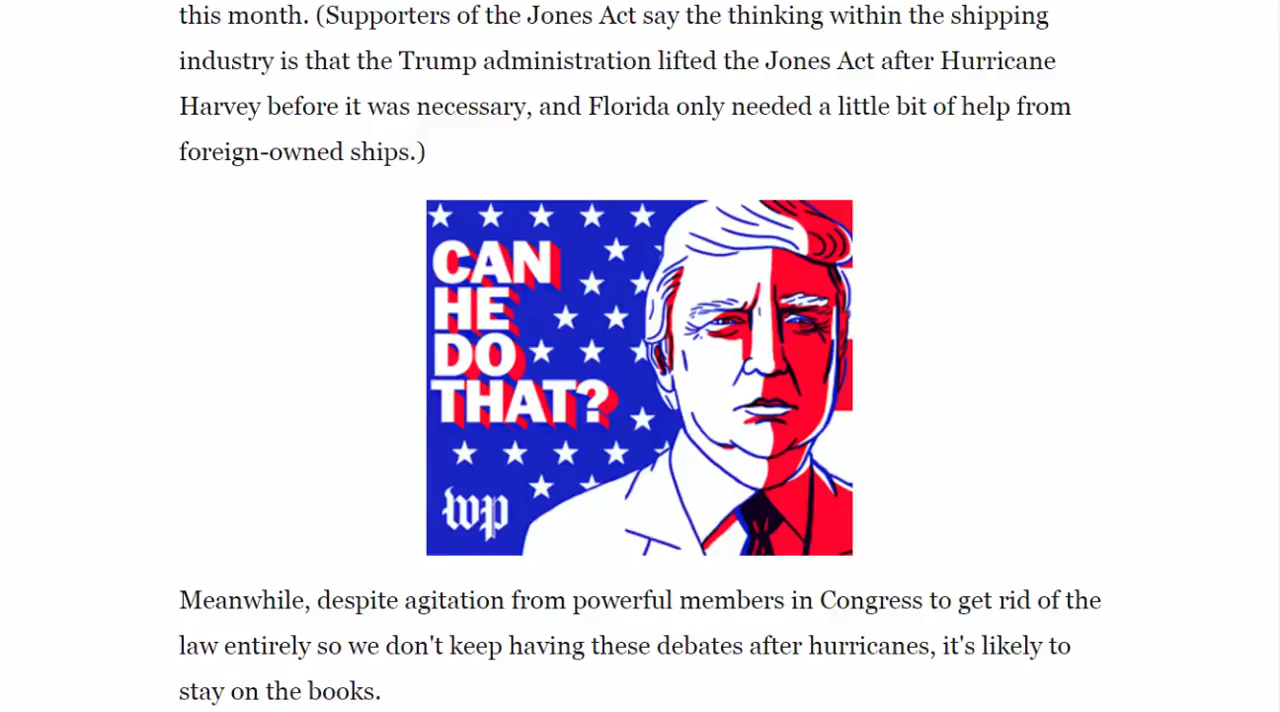 this month. (Supporters of the Jones Act say the thinking within the shipping
industry is that the Trump administration lifted the Jones Act after Hurricane
Harvey before it was necessary, and Florida only needed a little bit of help from
foreign-owned ships.)
CAN
HE
DO
THAT?
wp
Meanwhile, despite agitation from powerful members in Congress to get rid of the
law entirely so we don't keep having these debates after hurricanes, it's likely to
stay on the books.